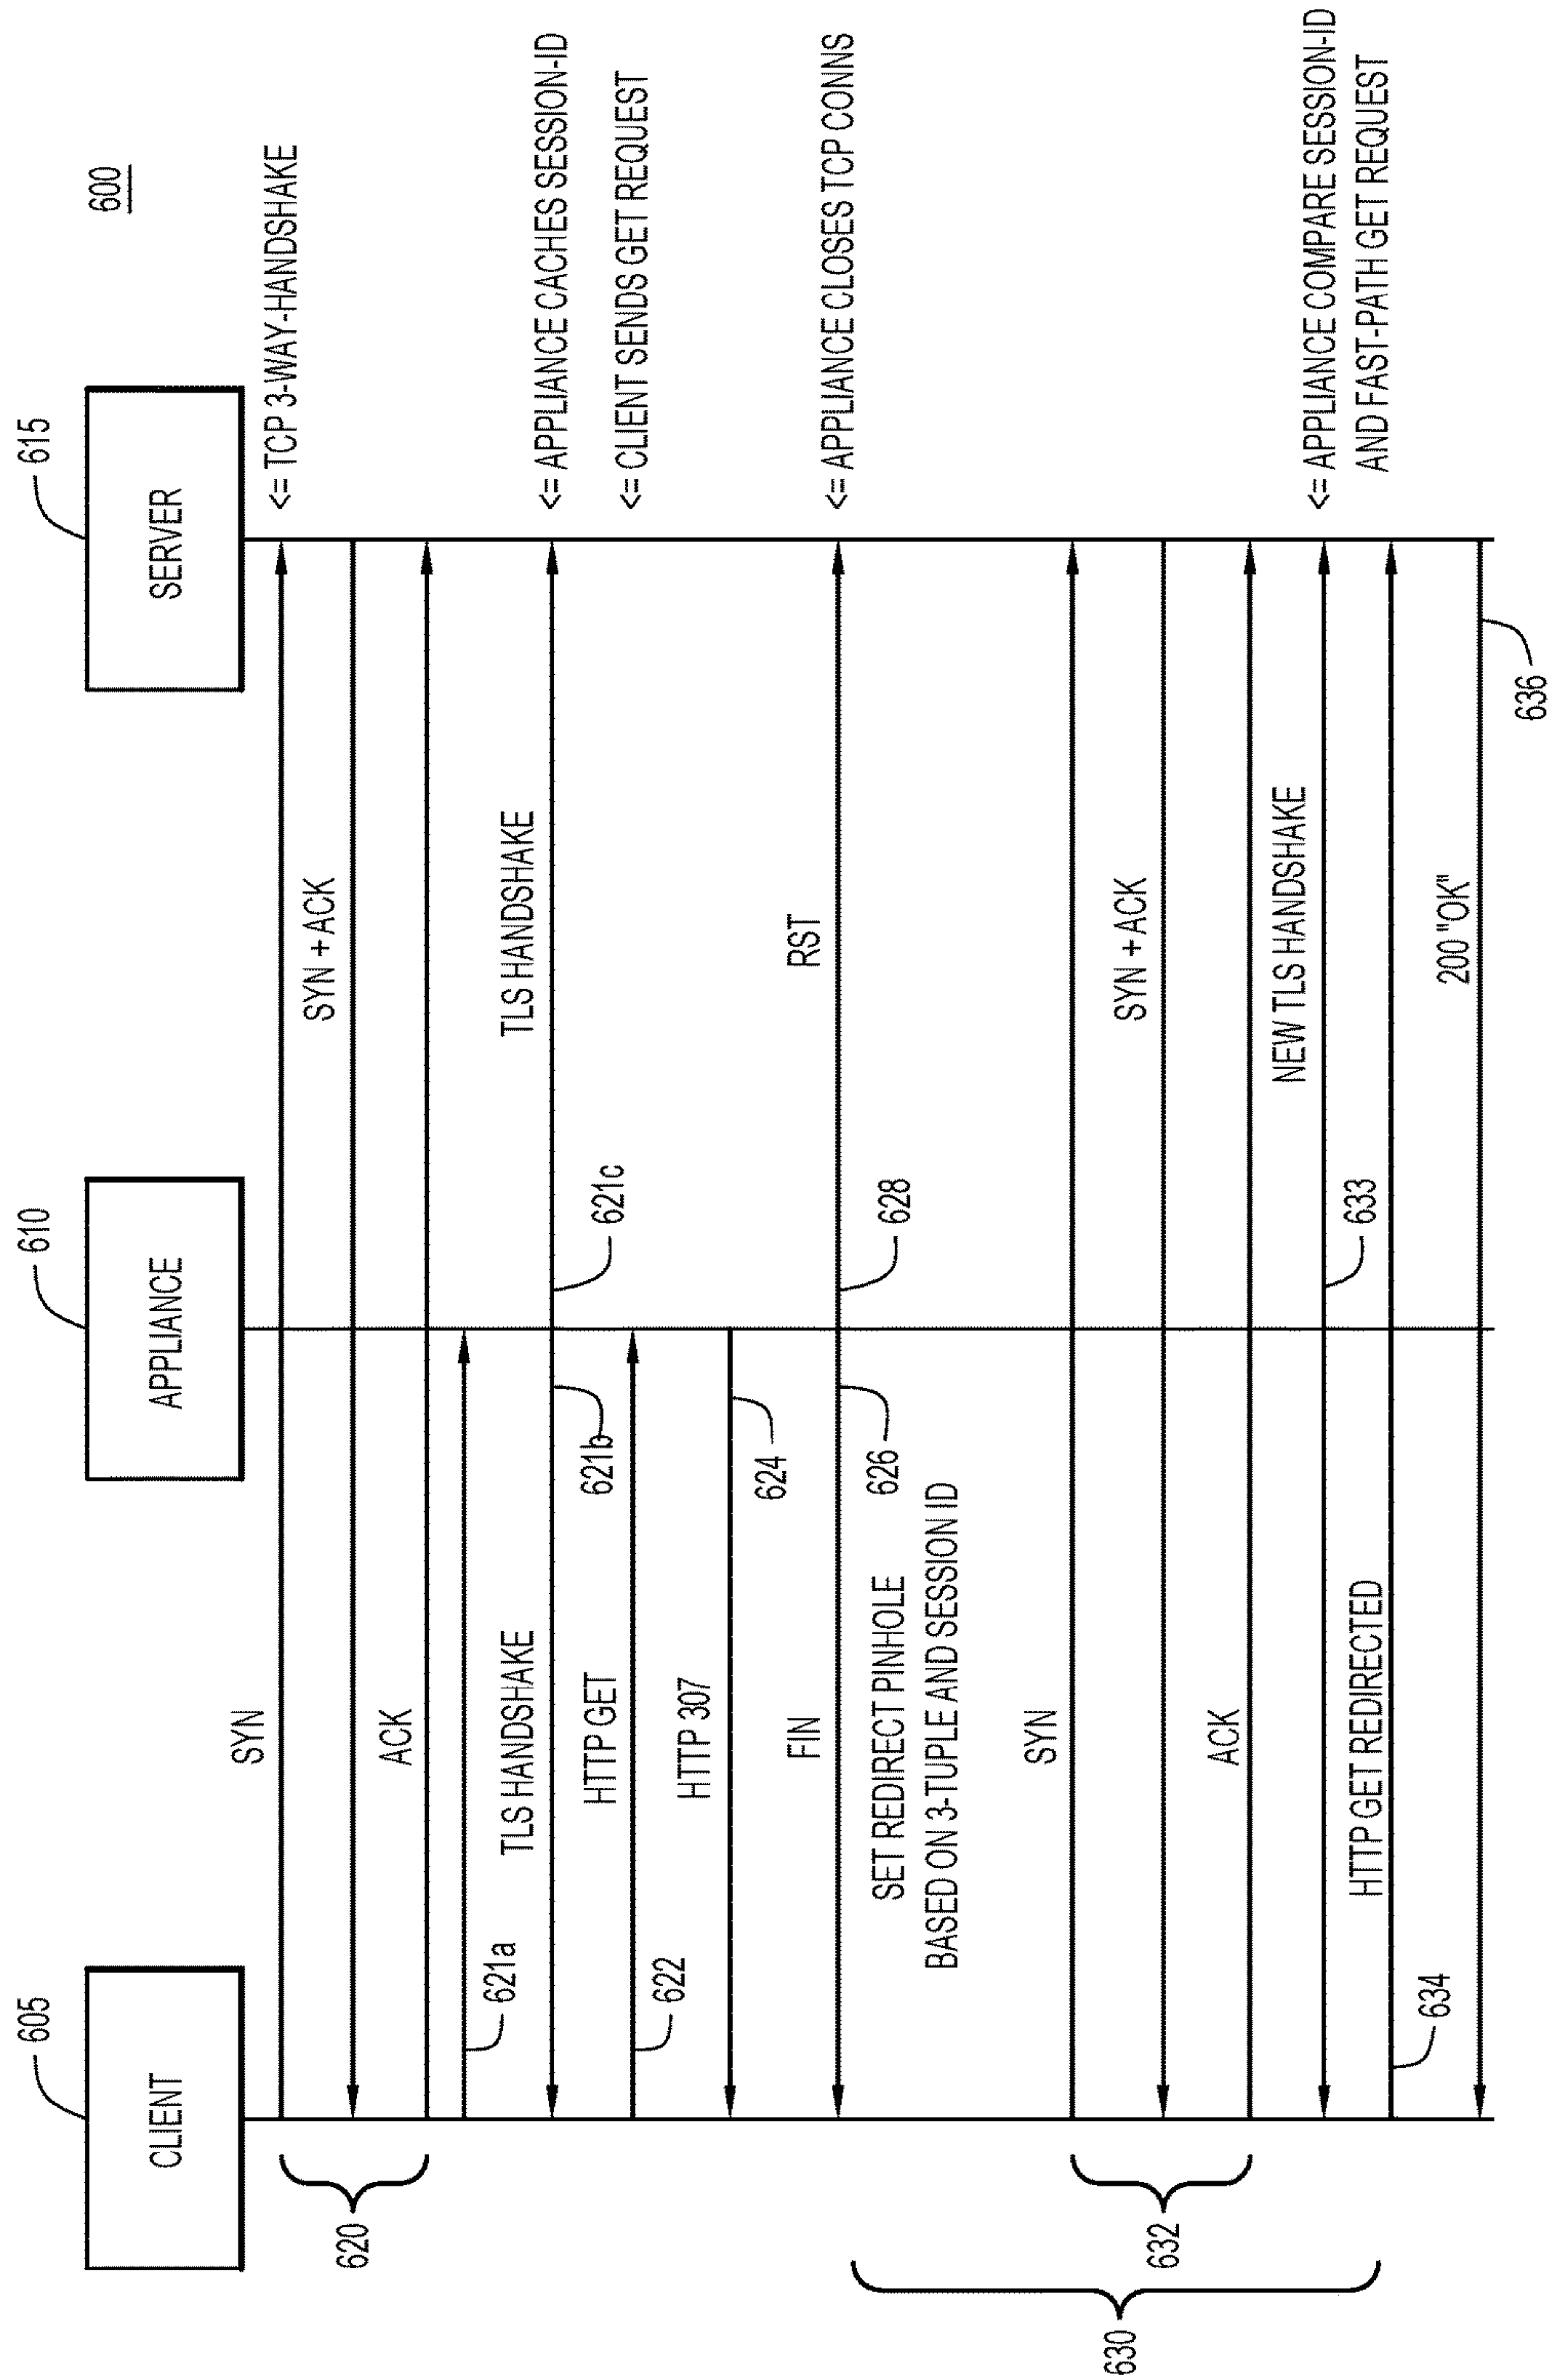 600
605
610
615
CLIENT
APPLIANCE
SERVER
SYN
<= TCP 3-WAY-HANDSHAKE
SYN + ACK
620
ACK
621a
TLS HANDSHAKE
TLS HANDSHAKE
<= APPLIANCE CACHES SESSION-ID
621b
621c
HTTP GET
<= CLIENT SENDS GET REQUEST
622
HTTP 307
624
FIN
RST
<= APPLIANCE CLOSES TCP CONNS
626
628
SET REDIRECT PINHOLE
BASED ON 3-TUPLE AND SESSION ID
SYN
SYN + ACK
632
630
ACK
NEW TLS HANDSHAKE
<= APPLIANCE COMPARE SESSION-ID
AND FAST-PATH GET REQUEST
633
HTTP GET REDIRECTED
634
200 "OK"
636